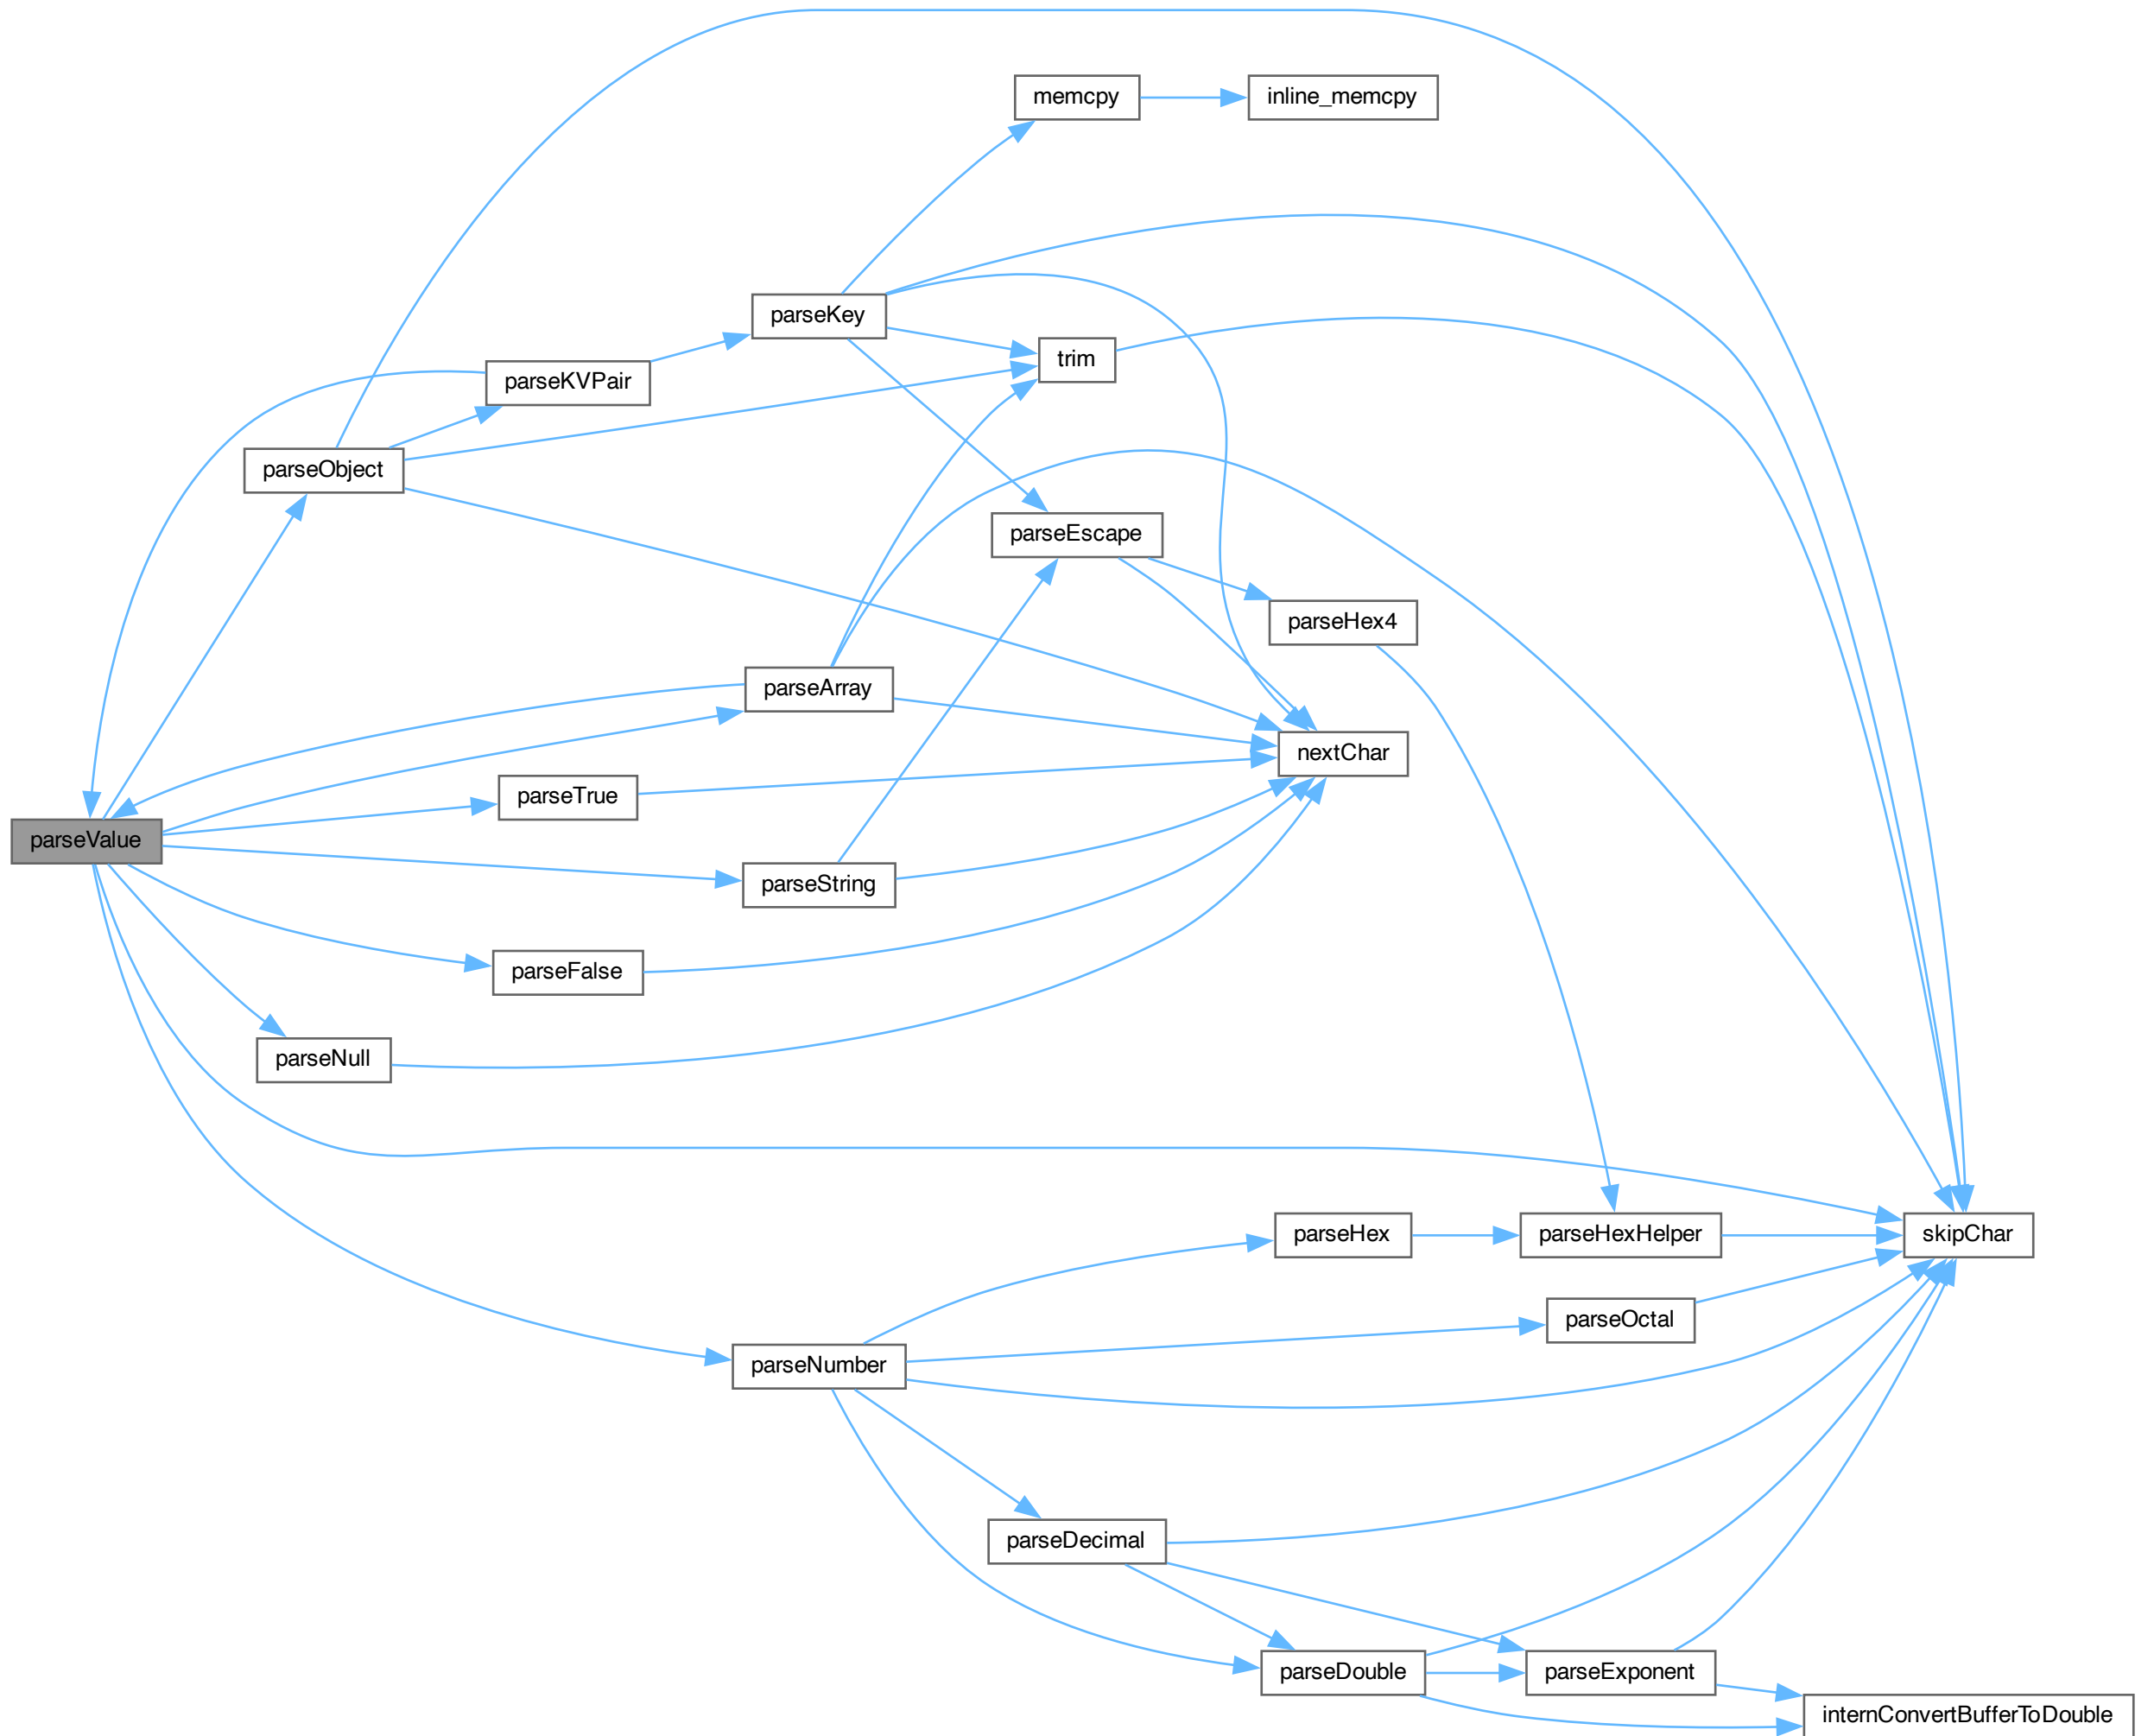 memcpy
inline_memcpy
parseKey
trim
parseKVPair
parseObject
parseEscape
parseHex4
parseArray
nextChar
parseTrue
parseValue
parseString
parseFalse
parseNull
parseHex
parseHexHelper
skipChar
parseOctal
parseNumber
parseDecimal
parseDouble
parseExponent
internConvertBufferToDouble